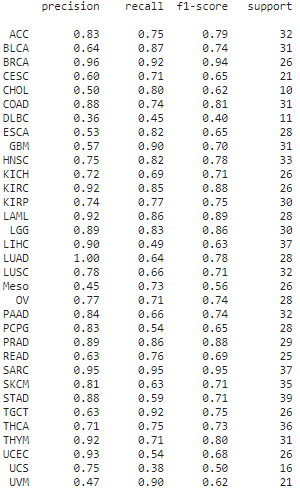 precision recall f1-score support
ACC 0.83 0.75 0.79 32
BLCA 0.64 0.87 0.74 31
BRCA 0.96 0.92 0.94 26
CESC 0.60 0.71 0.65 21
CHOL 0.50 0.80 0.62 10
COAD 0.88 0.74 0.81 31
DLBC 0.36 0.45 0.40 11
ESCA 0.53 0.82 0.65 28
GBM 0.57 0.90 0.70 31
HNSC 0.75 0.82 0.78 33
KICH 0.72 0.69 0.71 26
KIRC 0.92 0.85 0.88 26
KIRP 0.74 0.77 0.75 30
LAML 0.92 0.86 0.89 28
LGG 0.89 0.83 0.86 30
LIHC 0.90 0.49 0.63 37
LUAD 1.00 0.64 0.78 28
LUSC 0.78 0.66 0.71 32
Meso 0.45 0.73 0.56 26
OV 0.77 0.71 0.74 28
PAAD 0.84 0.66 0.74 32
PCPG 0.83 0.54 0.65 28
PRAD 0.89 0.86 0.88 29
READ 0.63 0.76 0.69 25
SARC 0.95 0.95 0.95 37
SKCM 0.81 0.63 0.71 35
STAD 0.88 0.59 0.71 39
TGCT 0.63 0.92 0.75 26
THCA 0.71 0.75 0.73 36
THYM 0.92 0.71 0.80 31
UCEC 0.93 0.54 0.68 26
UCS 0.75 0.38 0.50 16
UVM 0.47 0.90 0.62 21